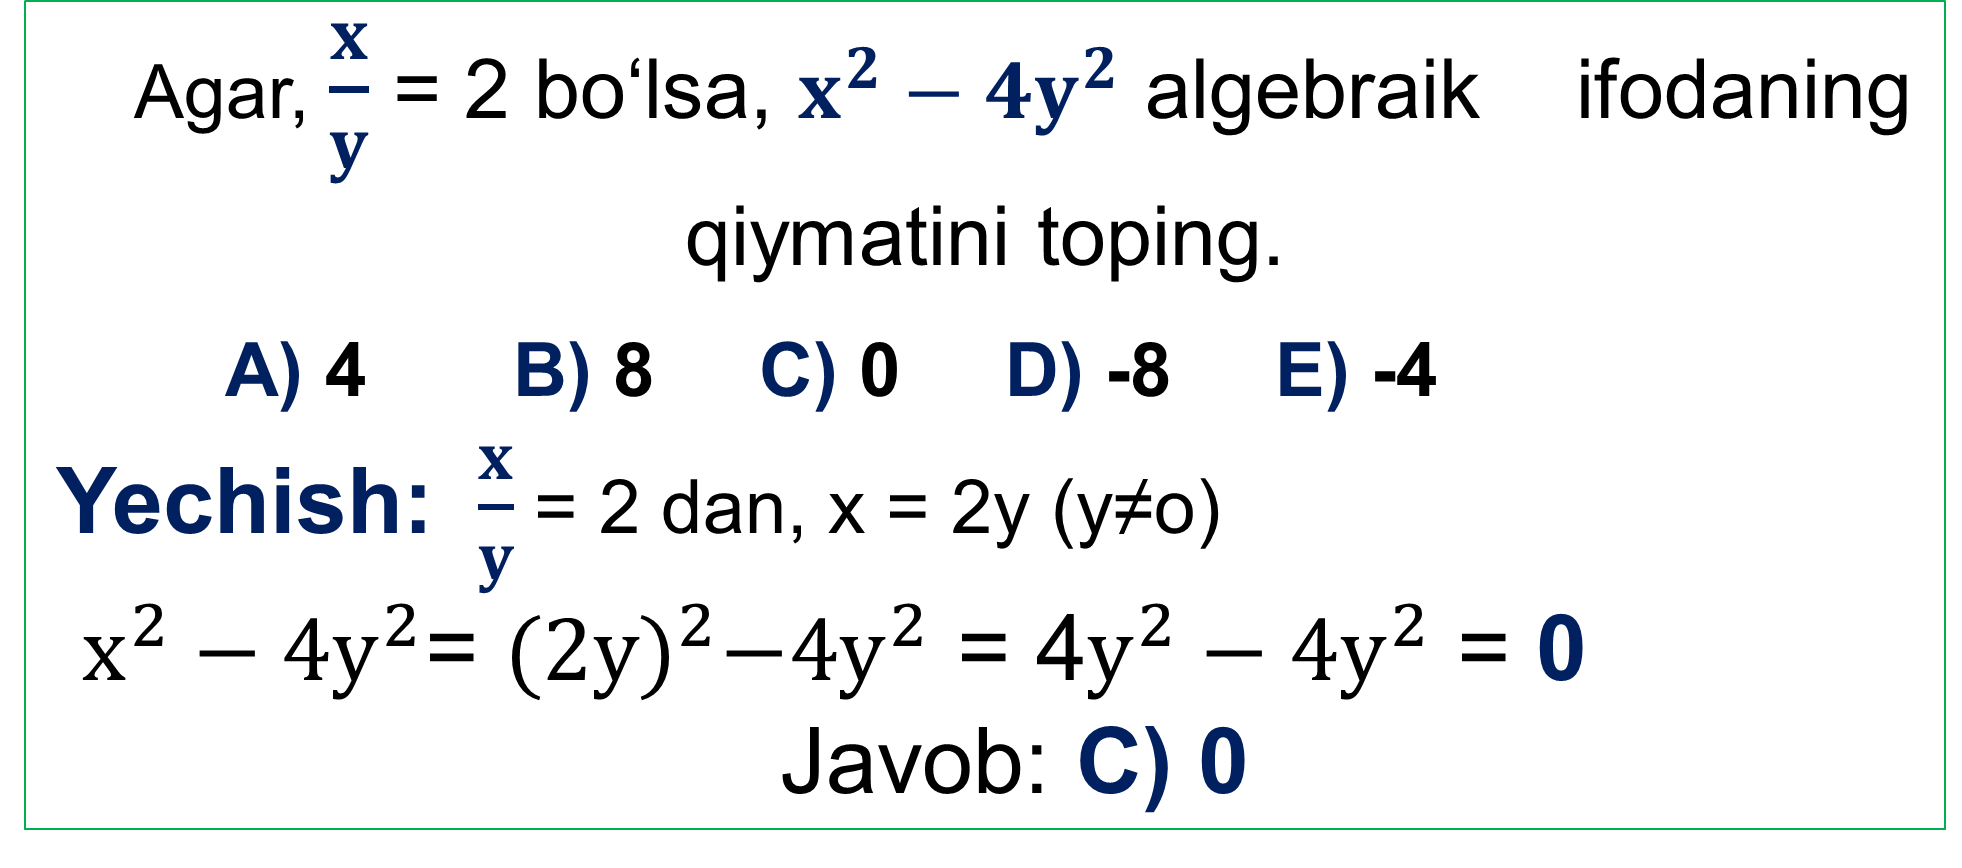 Agar, x/y = 2 bo‘lsa, x² − 4y² algebraik ifodaning
qiymatini toping.
A) 4 B) 8 C) 0 D) -8 E) -4
Yechish: x/y = 2 dan, x = 2y (y≠o)
x² − 4y²= (2y)²−4y² = 4y² − 4y² = 0
Javob: C) 0